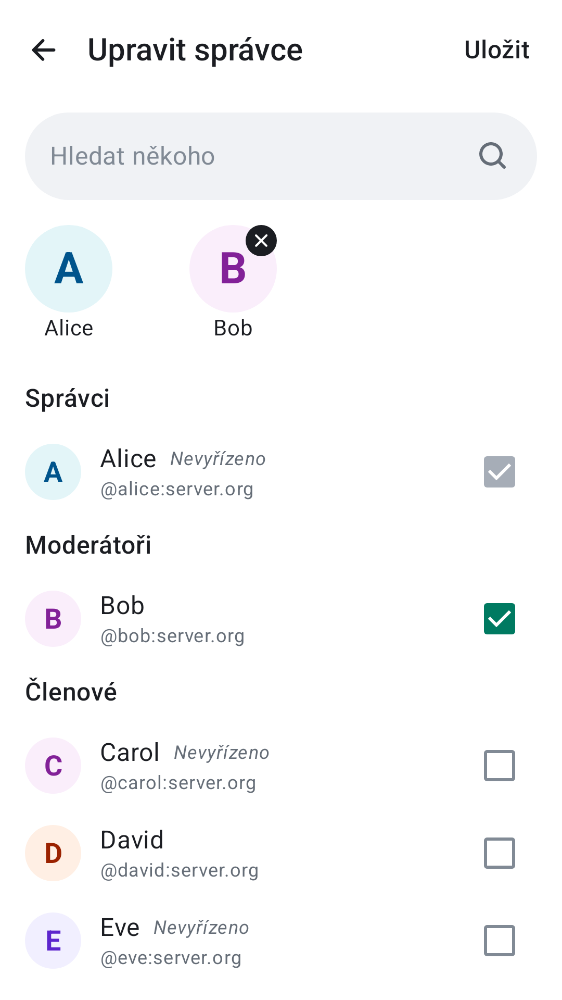 Upravit správce
Uložit
Hledat někoho
A
B
Alice
Bob
Správci
A
Alice Nevyřízeno
@alice:server.org
Moderátoři
B
Bob
@bob:server.org
Členové
C
Carol Nevyřízeno
@carol:server.org
D
David
@david:server.org
E
Eve Nevyřízeno
@eve:server.org